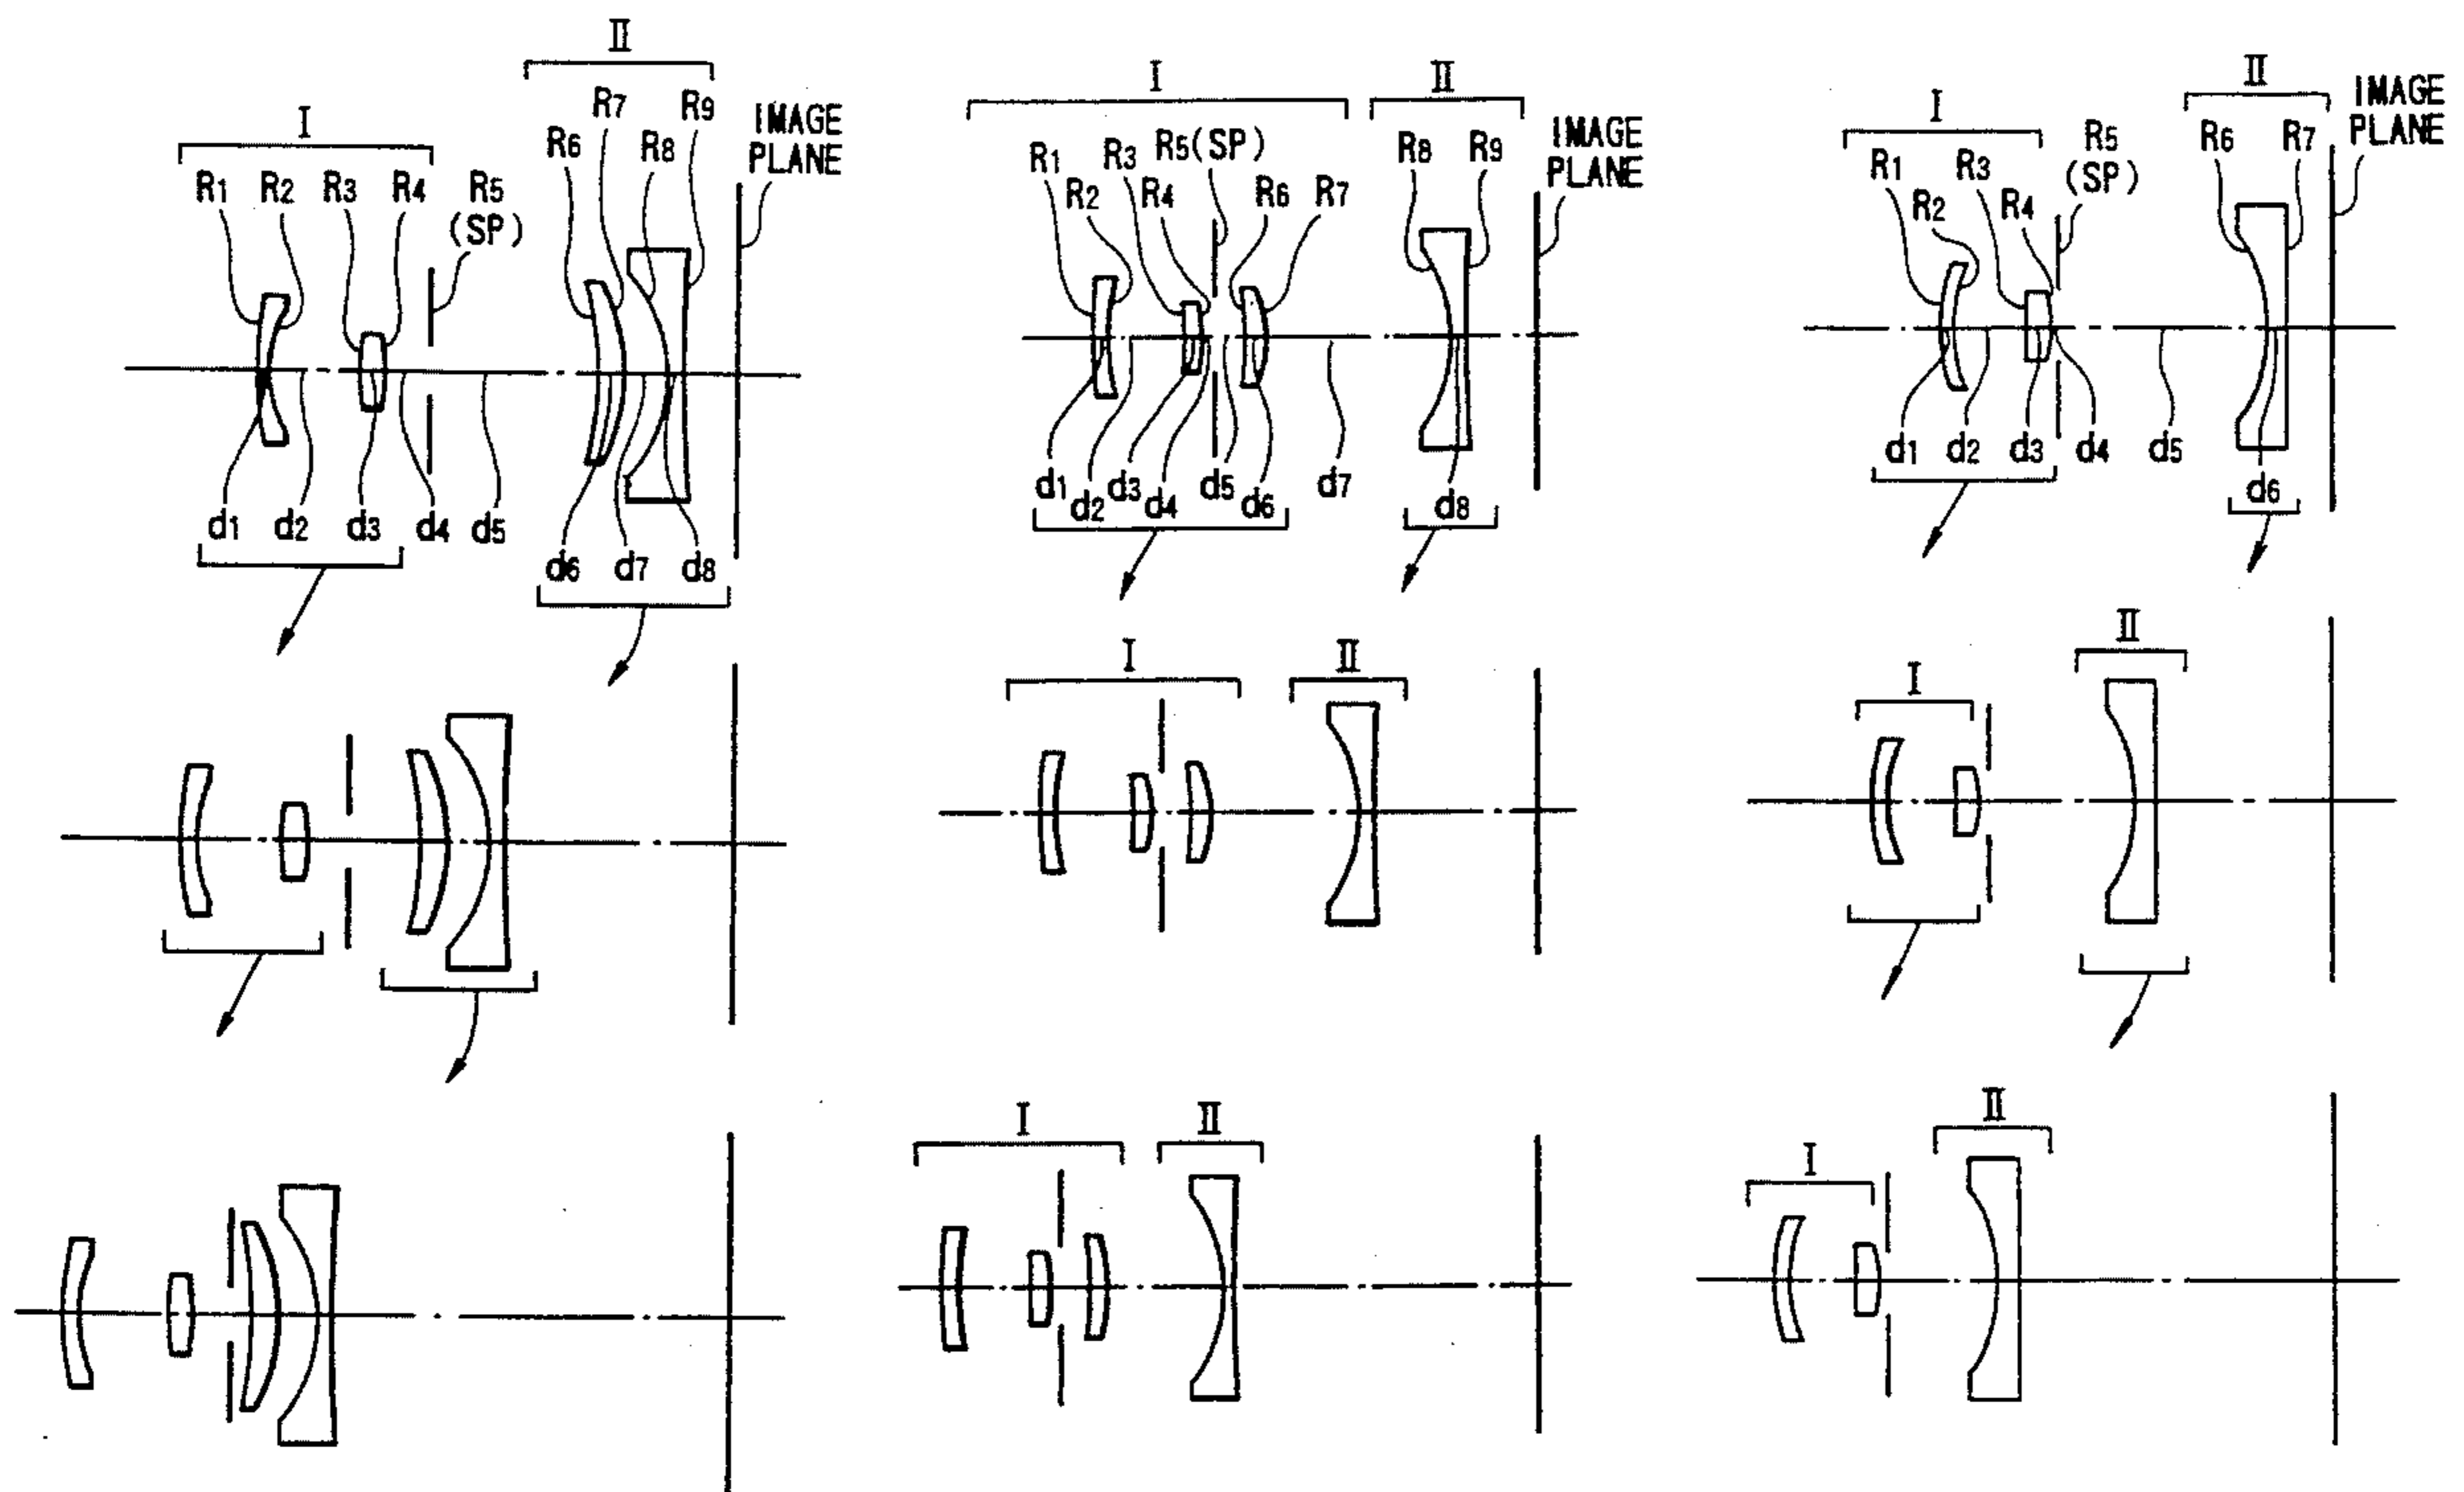 II
I
R1 R2 R3 R4 R5
(SP)
R6 R7 R8 R9
IMAGE
PLANE
d1 d2 d3 d4 d5
d6 d7 d8
I
II
R1 R2 R3 R4 R5(SP) R6 R7
R8 R9
IMAGE
PLANE
d1 d2 d3 d4 d5 d6 d7
d8
I
II
R1 R2 R3 R4 R5
(SP)
R6 R7
IMAGE
PLANE
d1 d2 d3 d4 d5
d6
I II
I II
I II
I II